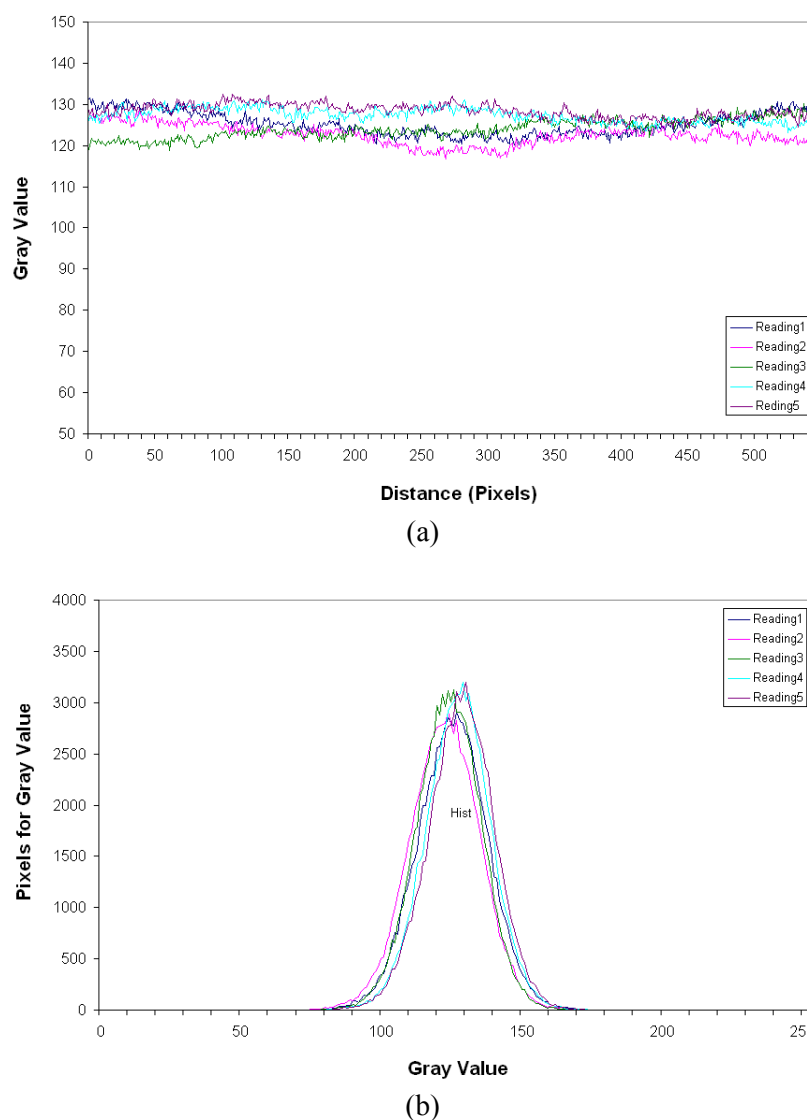 150
140
130
120
110
100
90
80
70
60
50
Gray Value
Reading1
Reading2
Reading3
Reading4
Reding5
0 50 100 150 200 250 300 350 400 450 500
Distance (Pixels)
(a)
4000
3500
3000
2500
2000
1500
1000
500
0
Pixels for Gray Value
Reading1
Reading2
Reading3
Reading4
Reading5
Hist
0 50 100 150 200 250
Gray Value
(b)